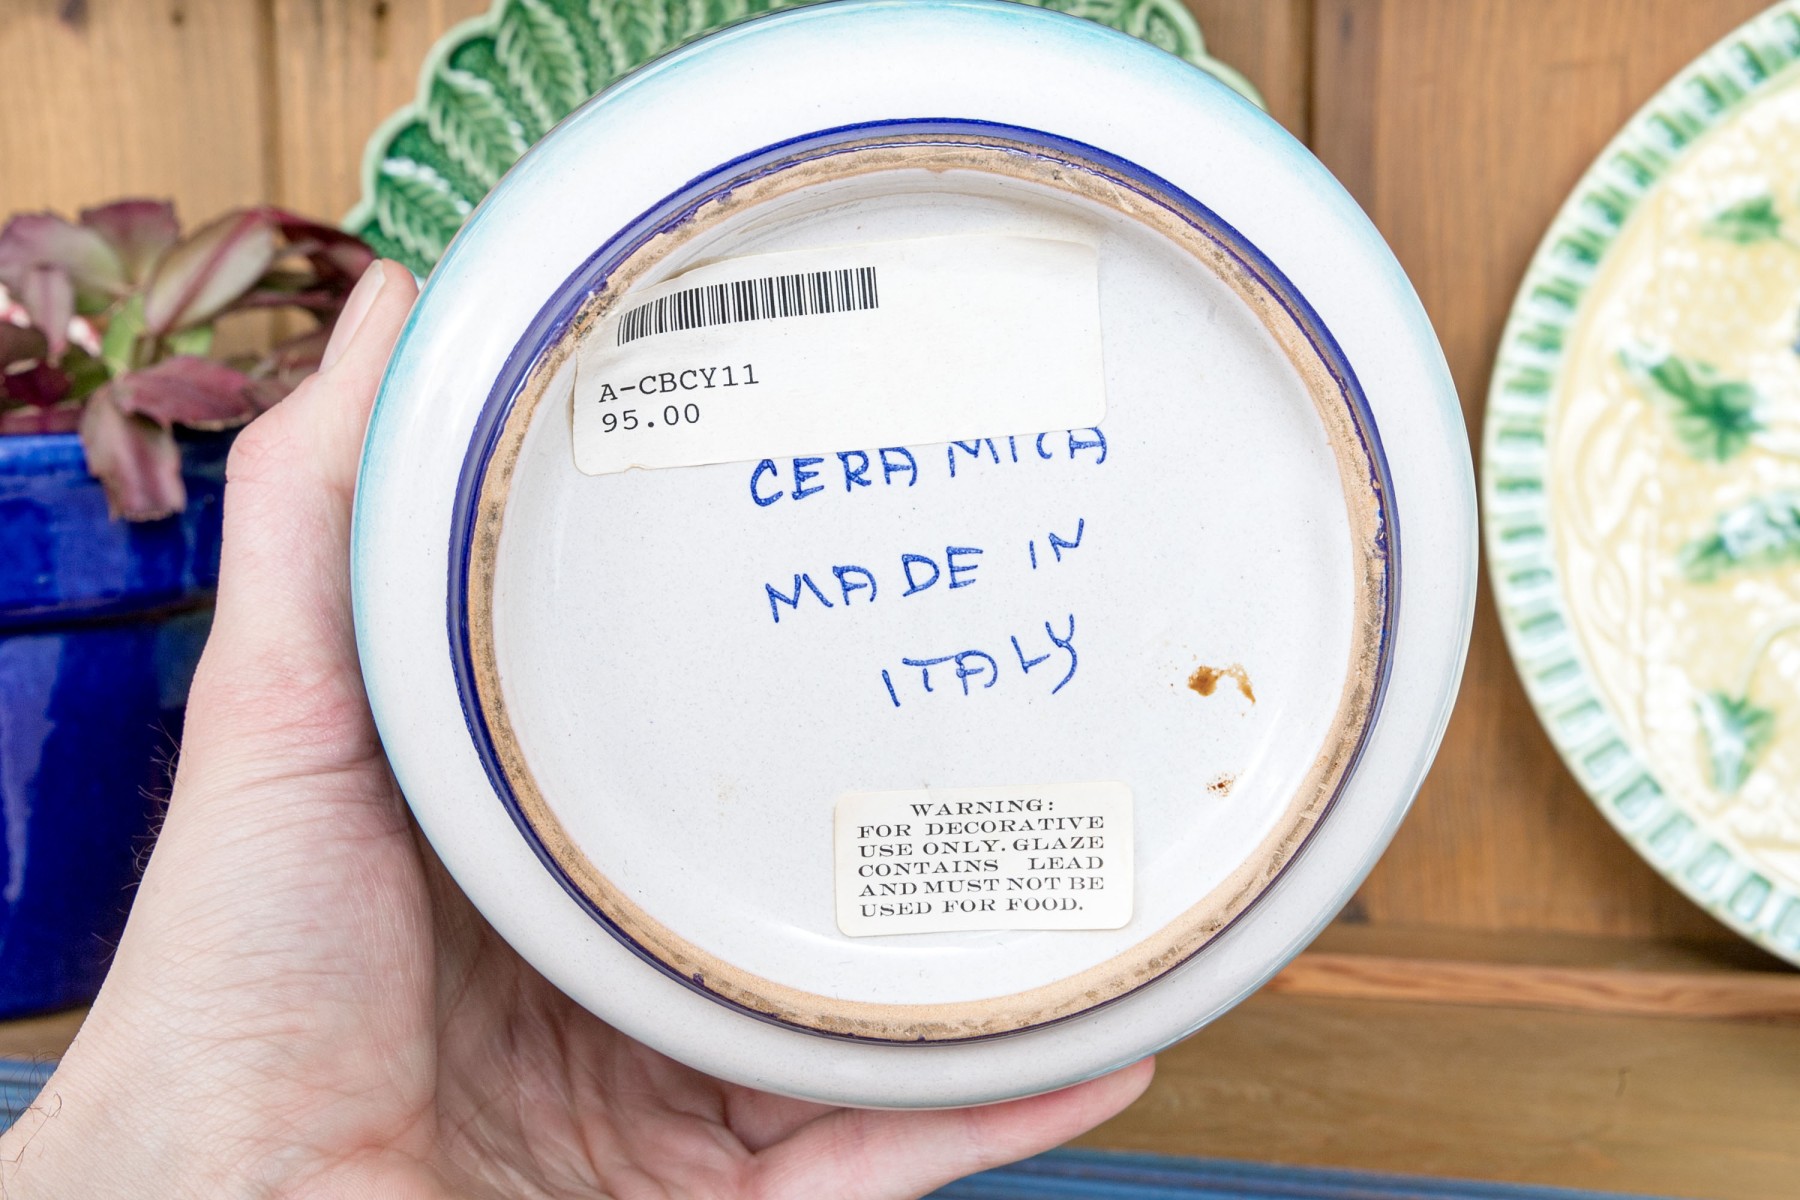 A-CBCY11
95.00
CERAMICA
MADE IN
ITALY
WARNING:
FOR DECORATIVE
USE ONLY. GLAZE
CONTAINS LEAD
AND MUST NOT BE
USED FOR FOOD.